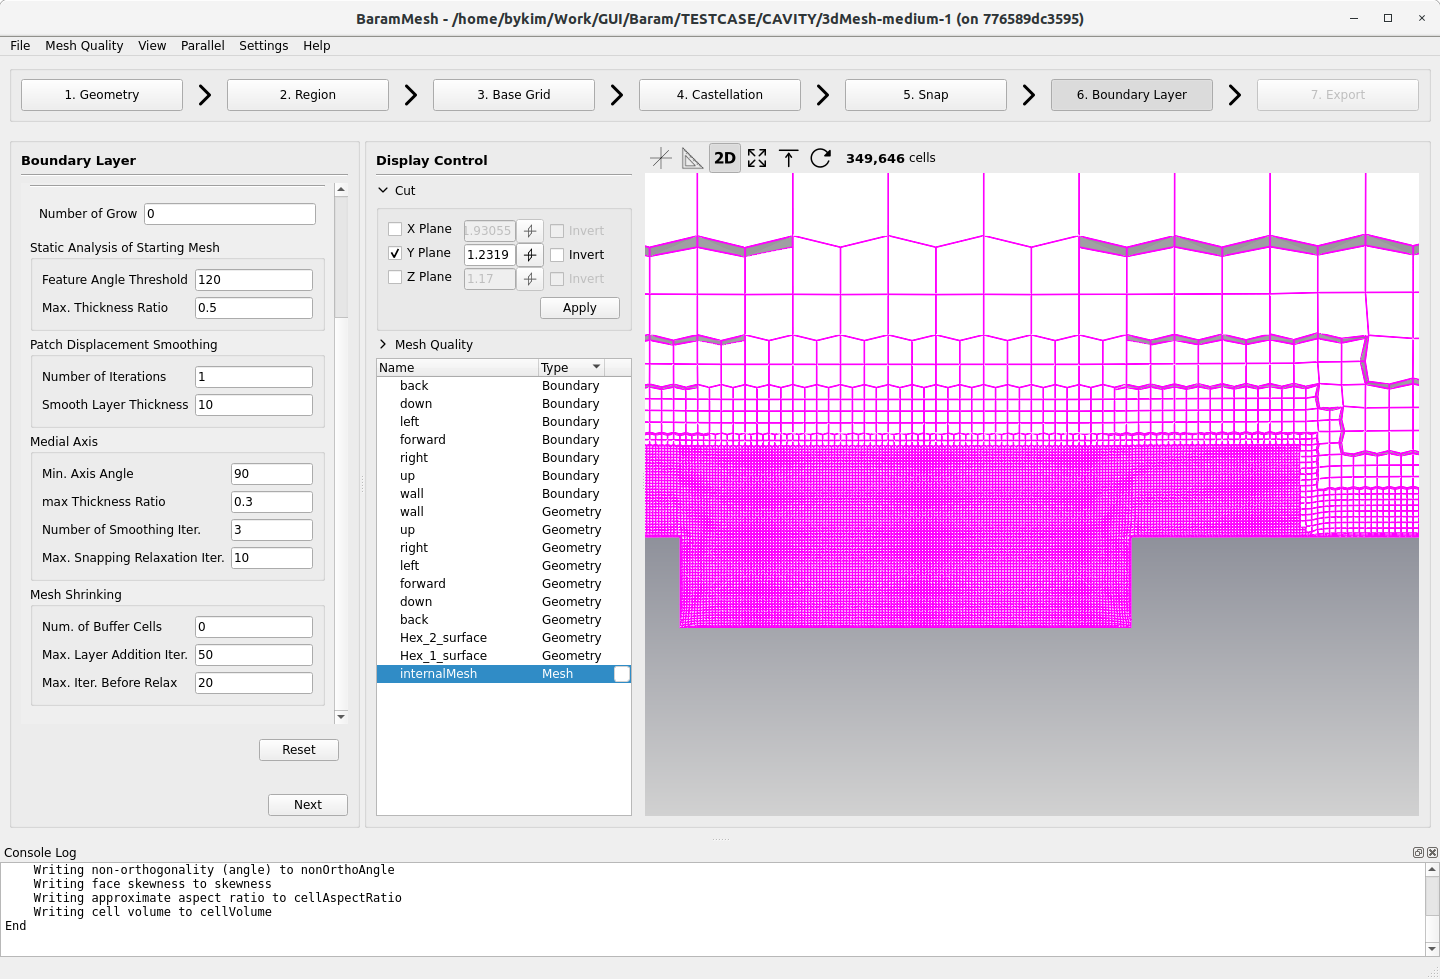 BaramMesh - /home/bykim/Work/GUI/Baram/TESTCASE/CAVITY/3dMesh-medium-1 (on 776589dc3595)
File Mesh Quality View Parallel Settings Help
1. Geometry 2. Region 3. Base Grid 4. Castellation 5. Snap 6. Boundary Layer 7. Export
Boundary Layer
Number of Grow 0
Static Analysis of Starting Mesh
Feature Angle Threshold 120
Max. Thickness Ratio 0.5
Patch Displacement Smoothing
Number of Iterations 1
Smooth Layer Thickness 10
Medial Axis
Min. Axis Angle 90
max Thickness Ratio 0.3
Number of Smoothing Iter. 3
Max. Snapping Relaxation Iter. 10
Mesh Shrinking
Num. of Buffer Cells 0
Max. Layer Addition Iter. 50
Max. Iter. Before Relax 20
Reset
Next
Display Control
Cut
X Plane 1.93055 Invert
Y Plane 1.2319 Invert
Z Plane 1.17 Invert
Apply
Mesh Quality
Name Type
back Boundary
down Boundary
left Boundary
forward Boundary
right Boundary
up Boundary
wall Boundary
wall Geometry
up Geometry
right Geometry
left Geometry
forward Geometry
down Geometry
back Geometry
Hex_2_surface Geometry
Hex_1_surface Geometry
internalMesh Mesh
2D 349,646 cells
Console Log
Writing non-orthogonality (angle) to nonOrthoAngle
Writing face skewness to skewness
Writing approximate aspect ratio to cellAspectRatio
Writing cell volume to cellVolume
End